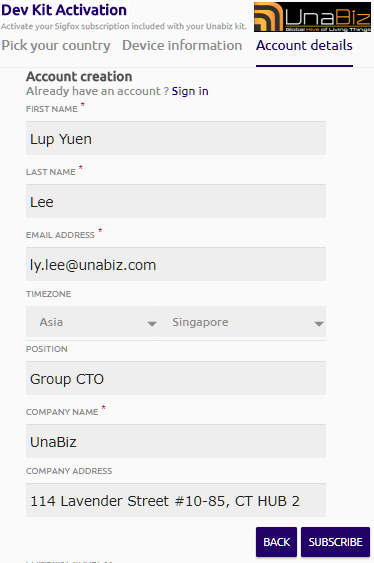 Dev Kit Activation
Activate your Sigfox subscription included with your Unabiz kit.
UnaBiz
Global Hive of Living Things
Pick your country Device information Account details
Account creation
Already have an account ? Sign in
FIRST NAME *
Lup Yuen
LAST NAME *
Lee
EMAIL ADDRESS *
ly.lee@unabiz.com
TIMEZONE
Asia Singapore
POSITION
Group CTO
COMPANY NAME *
UnaBiz
COMPANY ADDRESS
114 Lavender Street #10-85, CT HUB 2
BACK SUBSCRIBE